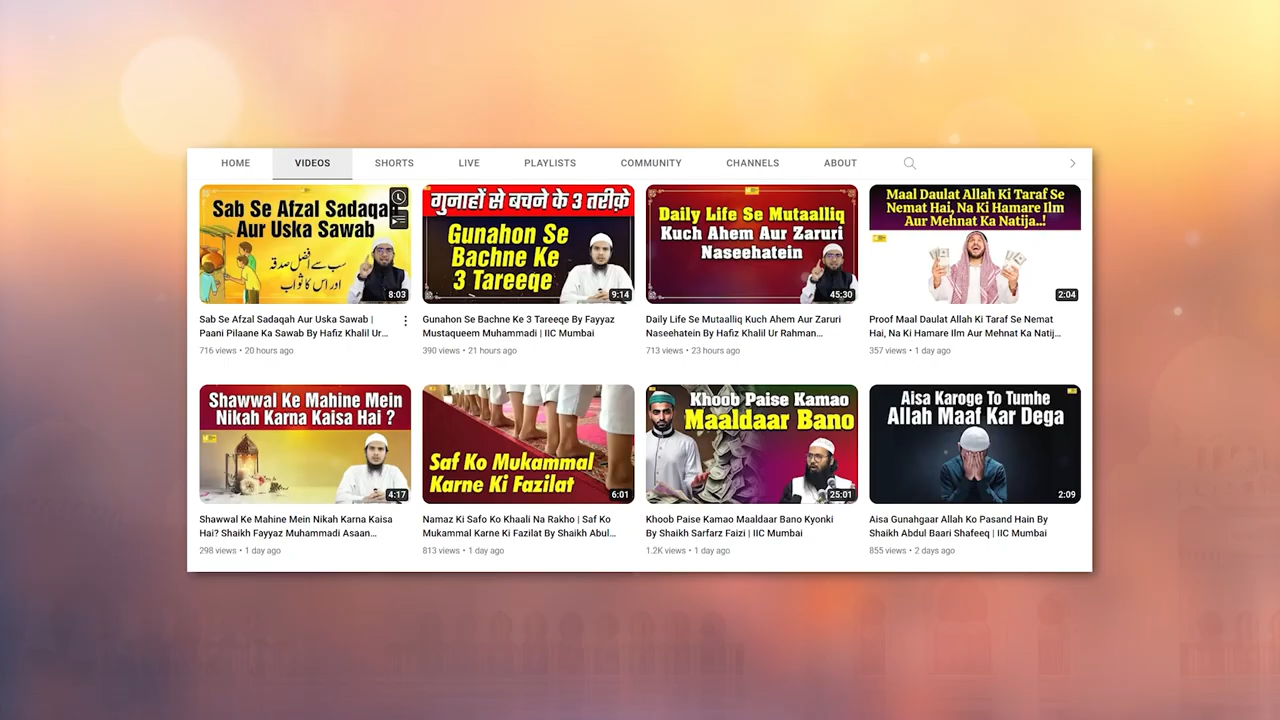 HOME VIDEOS SHORTS LIVE PLAYLISTS COMMUNITY CHANNELS ABOUT
Sab Se Afzal Sadaqa
Aur Uska Sawab
سب سے افضل صدقہ
اور اس کا ثواب
8:03
Sab Se Afzal Sadaqah Aur Uska Sawab |
Paani Pilaane Ka Sawab By Hafiz Khalil Ur...
716 views • 20 hours ago
गुनाहों से बचने के 3 तरीक़े
Gunahon Se
Bachne Ke
3 Tareeqe
9:14
Gunahon Se Bachne Ke 3 Tareeqe By Fayyaz
Mustaqueem Muhammadi | IIC Mumbai
390 views • 21 hours ago
Daily Life Se Mutaalliq
Kuch Ahem Aur Zaruri
Naseehatein
45:30
Daily Life Se Mutaalliq Kuch Ahem Aur Zaruri
Naseehatein By Hafiz Khalil Ur Rahman...
713 views • 23 hours ago
Maal Daulat Allah Ki Taraf Se
Nemat Hai, Na Ki Hamare Ilm
Aur Mehnat Ka Natija..!
2:04
Proof Maal Daulat Allah Ki Taraf Se Nemat
Hai, Na Ki Hamare Ilm Aur Mehnat Ka Natij...
357 views • 1 day ago
Shawwal Ke Mahine Mein
Nikah Karna Kaisa Hai ?
4:17
Shawwal Ke Mahine Mein Nikah Karna Kaisa
Hai? Shaikh Fayyaz Muhammadi Asaan...
298 views • 1 day ago
Saf Ko Mukammal
Karne Ki Fazilat
6:01
Namaz Ki Safo Ko Khaali Na Rakho | Saf Ko
Mukammal Karne Ki Fazilat By Shaikh Abul...
813 views • 1 day ago
Khoob Paise Kamao
Maaldaar Bano
25:01
Khoob Paise Kamao Maaldaar Bano Kyonki
By Shaikh Sarfarz Faizi | IIC Mumbai
1.2K views • 1 day ago
Aisa Karoge To Tumhe
Allah Maaf Kar Dega
2:09
Aisa Gunahgaar Allah Ko Pasand Hain By
Shaikh Abdul Baari Shafeeq | IIC Mumbai
855 views • 2 days ago